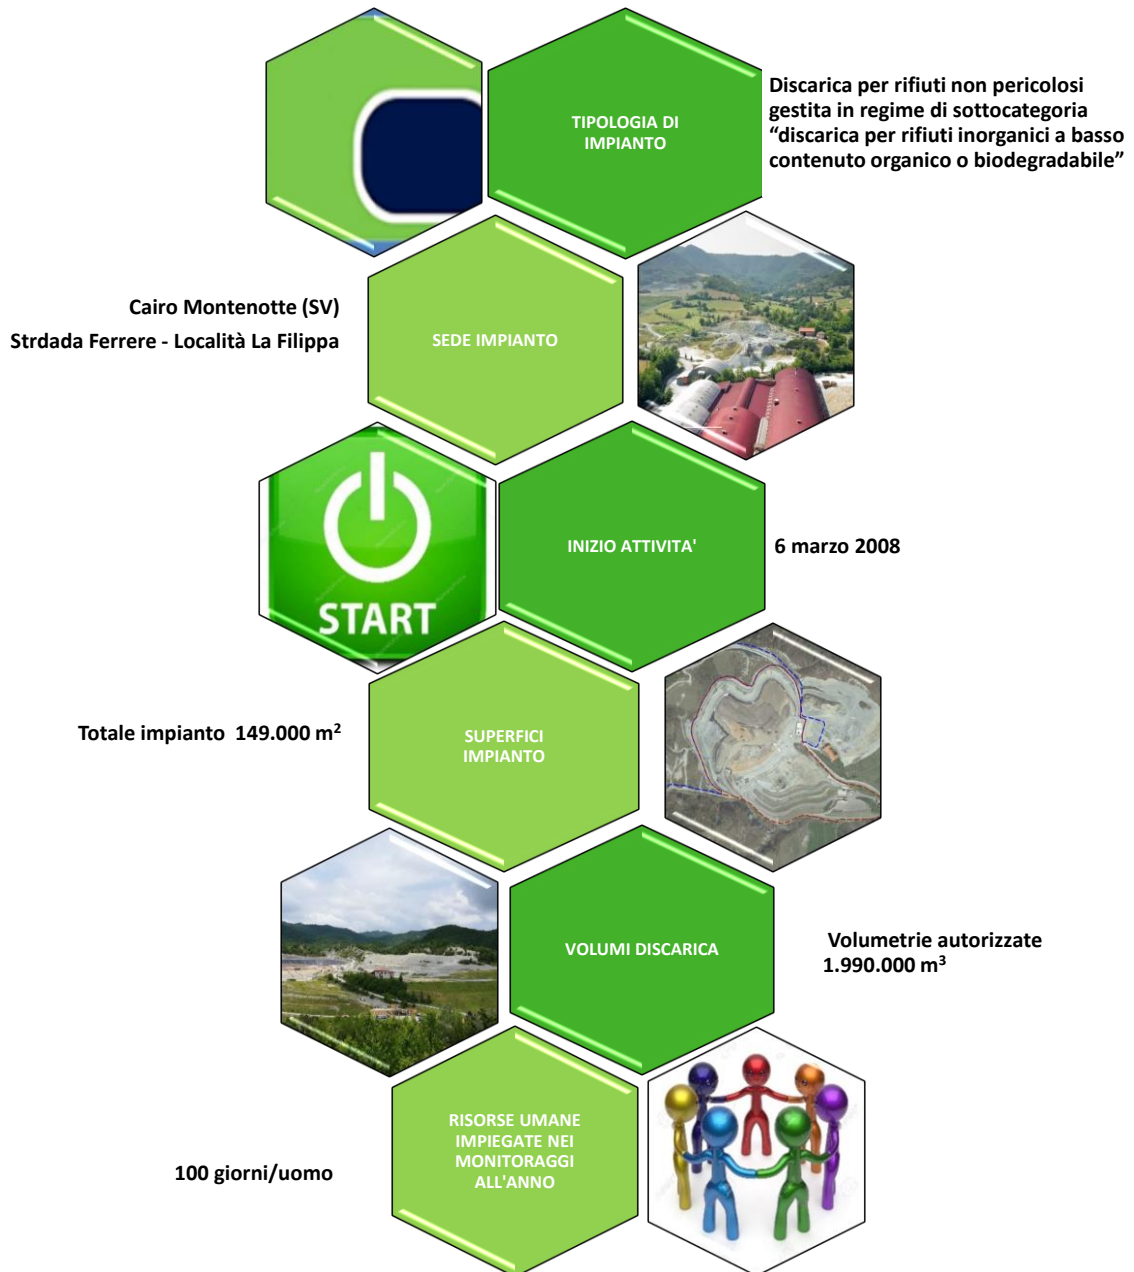 TIPOLOGIA DI
IMPIANTO
Discarica per rifiuti non pericolosi
gestita in regime di sottocategoria
“discarica per rifiuti inorganici a basso
contenuto organico o biodegradabile”
Cairo Montenotte (SV)
Strdada Ferrere - Località La Filippa
SEDE IMPIANTO
START
INIZIO ATTIVITA'
6 marzo 2008
Totale impianto 149.000 m²
SUPERFICI
IMPIANTO
VOLUMI DISCARICA
Volumetrie autorizzate
1.990.000 m³
100 giorni/uomo
RISORSE UMANE
IMPIEGATE NEI
MONITORAGGI
ALL'ANNO